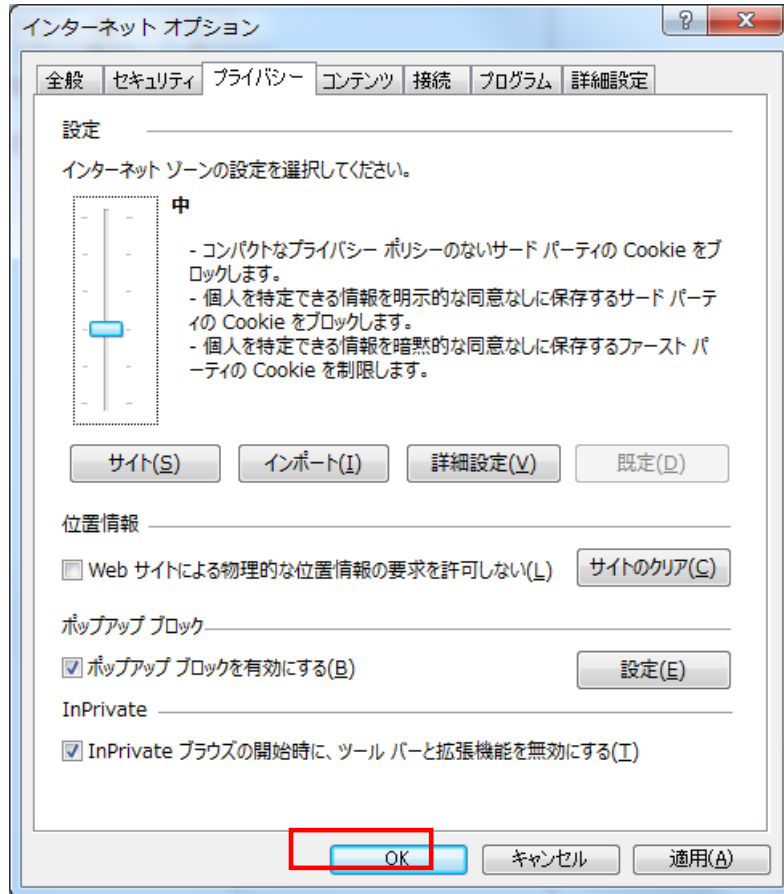 インターネット オプション
全般 セキュリティ プライバシー コンテンツ 接続 プログラム 詳細設定
設定
インターネット ゾーンの設定を選択してください。
中
- コンパクトなプライバシー ポリシーのないサード パーティの Cookie をブ
ロックします。
- 個人を特定できる情報を明示的な同意なしに保存するサード パーテ
ィの Cookie をブロックします。
- 個人を特定できる情報を暗黙的な同意なしに保存するファースト パ
ーティの Cookie を制限します。
サイト(S) インポート(I) 詳細設定(V) 既定(D)
位置情報
Web サイトによる物理的な位置情報の要求を許可しない(L) サイトのクリア(C)
ポップアップ ブロック
ポップアップ ブロックを有効にする(B) 設定(E)
InPrivate
InPrivate ブラウズの開始時に、ツール バーと拡張機能を無効にする(T)
OK キャンセル 適用(A)